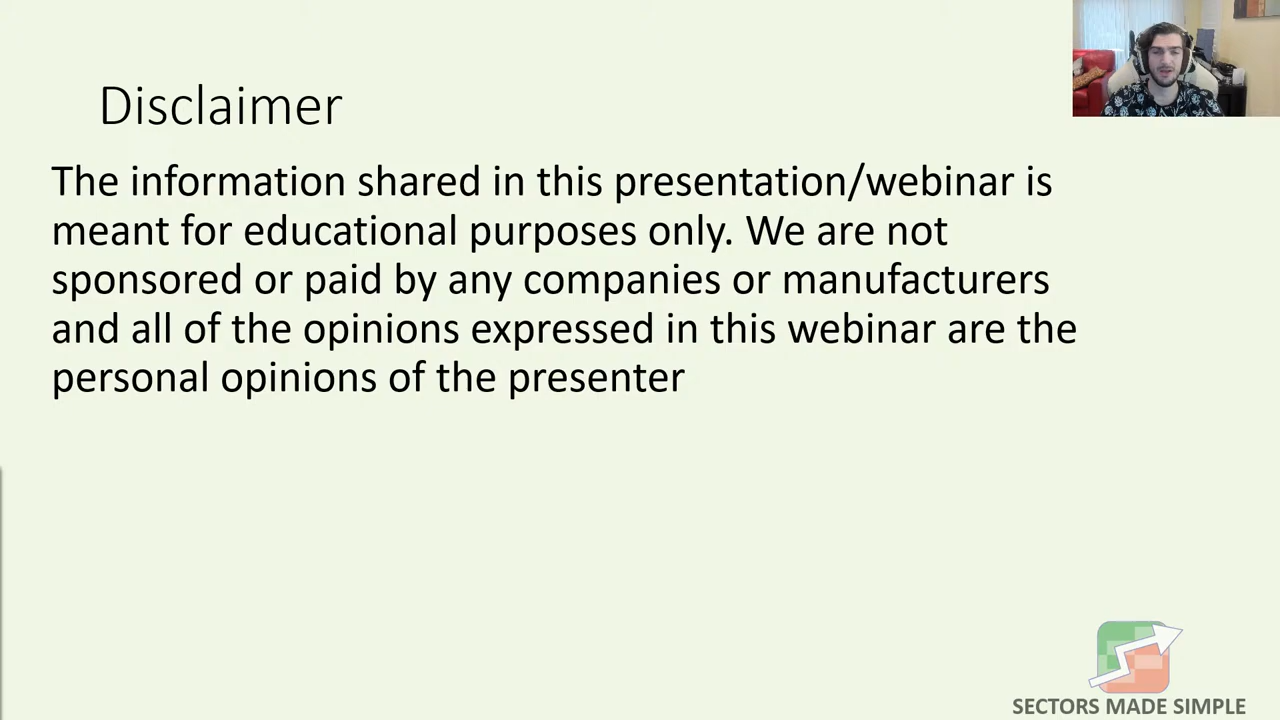 Disclaimer
The information shared in this presentation/webinar is
meant for educational purposes only. We are not
sponsored or paid by any companies or manufacturers
and all of the opinions expressed in this webinar are the
personal opinions of the presenter
SECTORS MADE SIMPLE